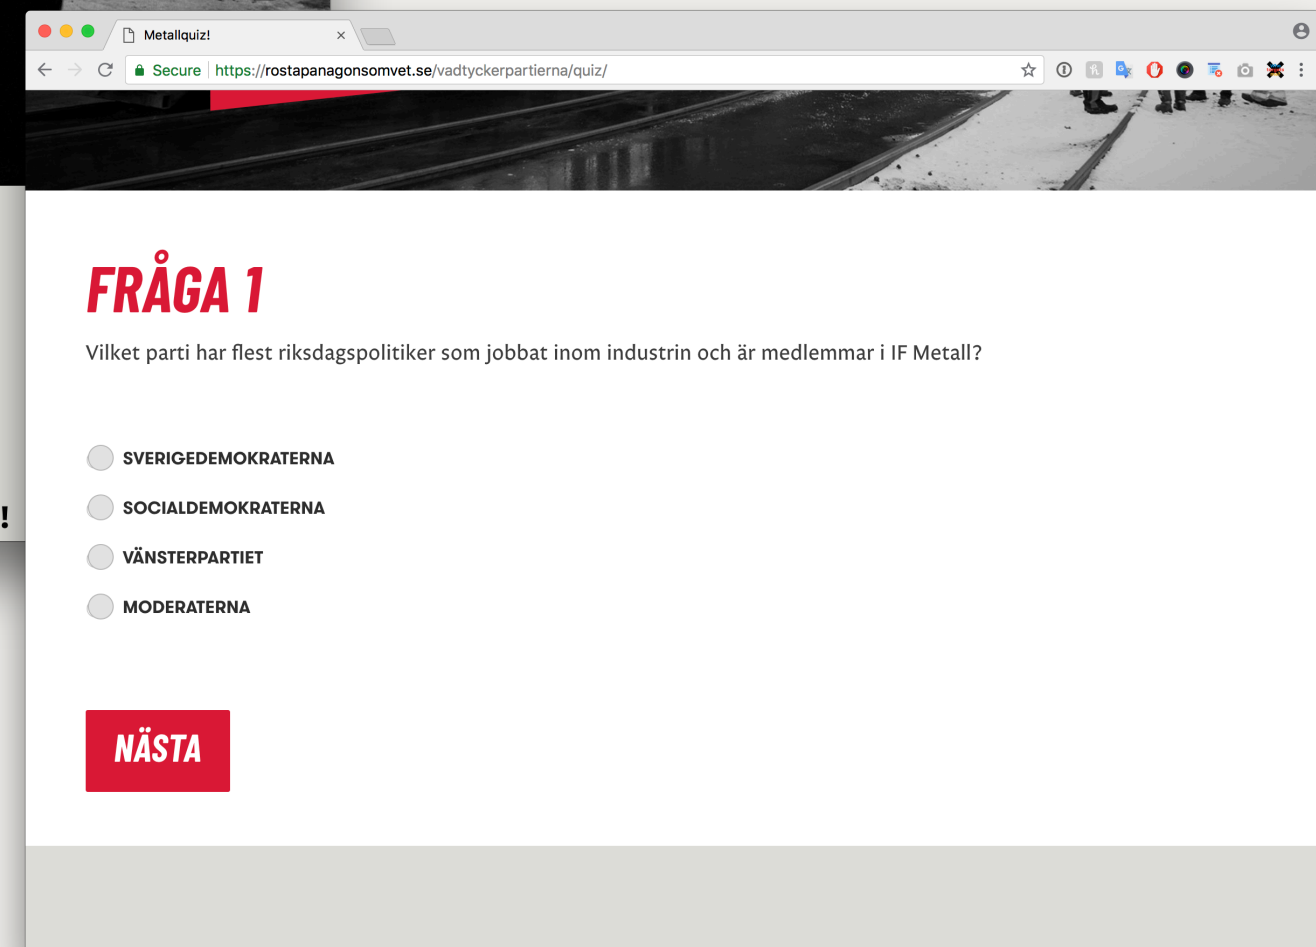 Metallquiz!
Secure https://rostapanagonsomvet.se/vadtyckerpartierna/quiz/
FRÅGA 1
Vilket parti har flest riksdagspolitiker som jobbat inom industrin och är medlemmar i IF Metall?
SVERIGEDEMOKRATERNA
!
SOCIALDEMOKRATERNA
VÄNSTERPARTIET
MODERATERNA
NÄSTA